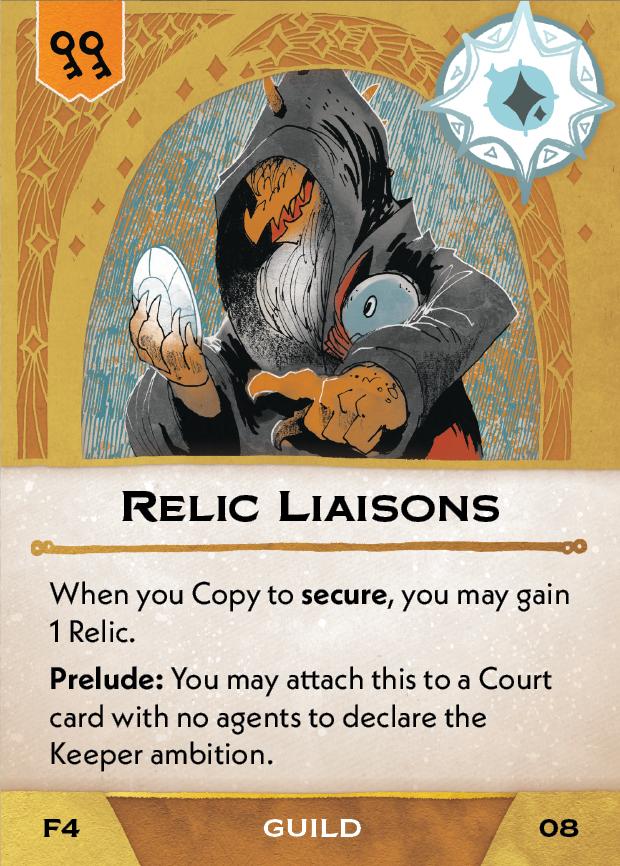 RELIC LIAISONS
When you Copy to secure, you may gain
1 Relic.
Prelude: You may attach this to a Court
card with no agents to declare the
Keeper ambition.
F4 GUILD 08